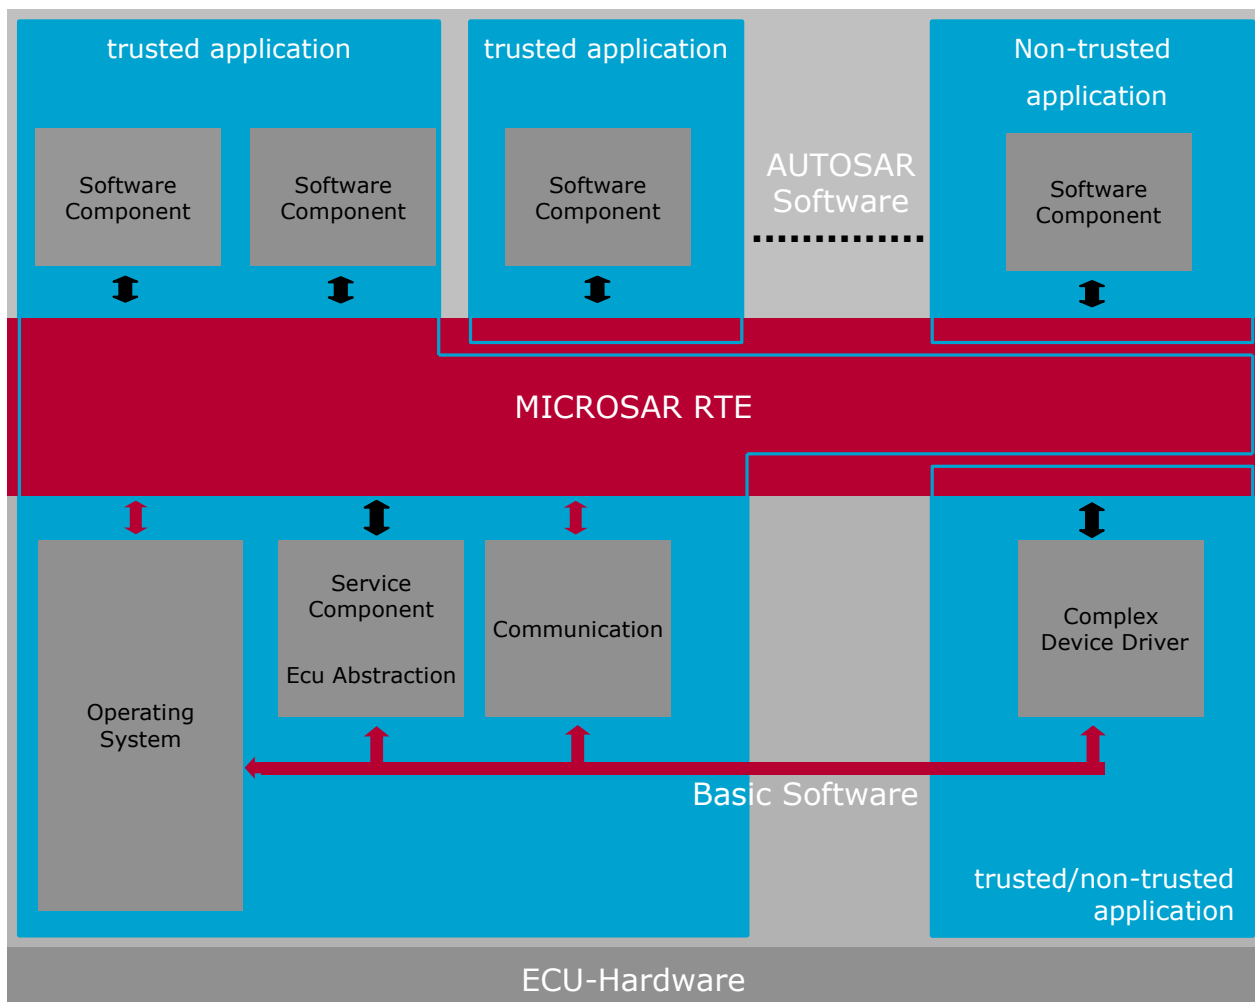 trusted application
trusted application
Non-trusted
application
Software
Component
Software
Component
Software
Component
AUTOSAR
Software
Software
Component
MICROSAR RTE
Operating
System
Service
Component
Ecu Abstraction
Communication
Complex
Device Driver
Basic Software
trusted/non-trusted
application
ECU-Hardware